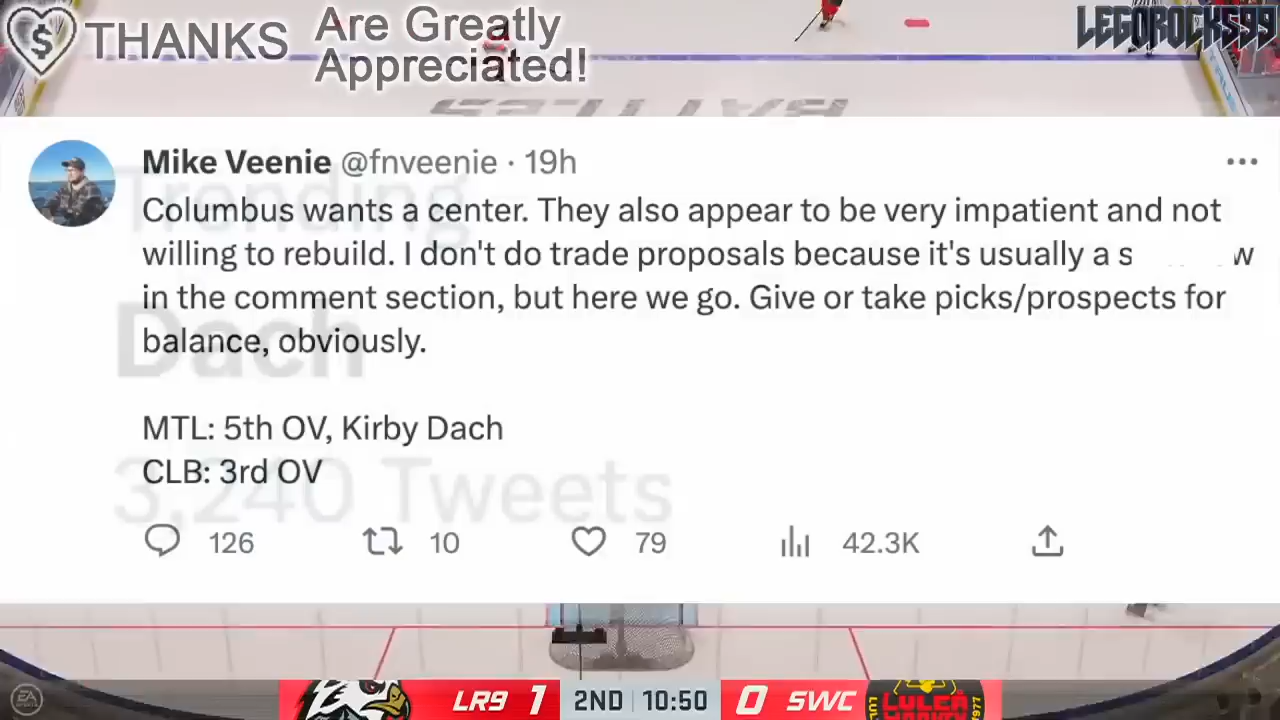 THANKS Are Greatly
Appreciated!
LEGOROCKS99
Mike Veenie @fnveenie · 19h
Columbus wants a center. They also appear to be very impatient and not
willing to rebuild. I don't do trade proposals because it's usually a s w
in the comment section, but here we go. Give or take picks/prospects for
balance, obviously.
MTL: 5th OV, Kirby Dach
CLB: 3rd OV
126 10 79 42.3K
Trending
Dach
3,240 Tweets
LR9 1 2ND 10:50 0 SWC